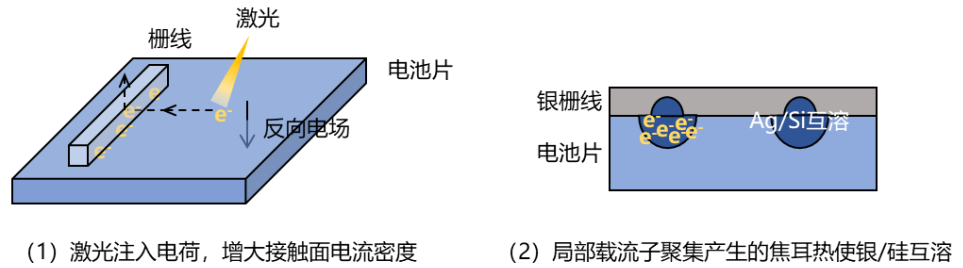 激光
栅线
电池片
e
e-
e-
e-
e-
反向电场
银栅线
电池片
e-
e-
e-
e-
e-
e-
Ag/Si互溶
（1）激光注入电荷，增大接触面电流密度
（2）局部载流子聚集产生的焦耳热使银/硅互溶